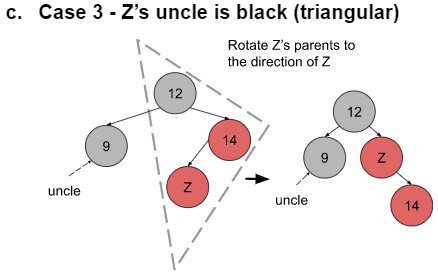 c. Case 3 - Z's uncle is black (triangular)
Rotate Z's parents to
the direction of Z
12
12
14
9
9
Z
Z
uncle
uncle
14